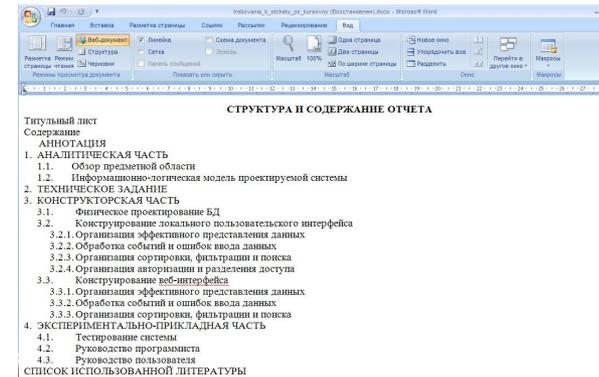 trebovania_k_otchetu_po_kursovoy (Восстановлен).docx - Microsoft Word
Главная Вставка Разметка страницы Ссылки Рассылки Рецензирование Вид
Разметка страницы
Режим чтения
Веб-документ
Структура
Черновик
Режимы просмотра документа
Линейка
Сетка
Панель сообщений
Схема документа
Эскизы
Показать или скрыть
Масштаб
100%
Одна страница
Две страницы
По ширине страницы
Масштаб
Новое окно
Упорядочить все
Разделить
Перейти в другое окно
Окно
Макросы
Макросы
СТРУКТУРА И СОДЕРЖАНИЕ ОТЧЕТА
Титульный лист
Содержание
АННОТАЦИЯ
1. АНАЛИТИЧЕСКАЯ ЧАСТЬ
1.1. Обзор предметной области
1.2. Информационно-логическая модель проектируемой системы
2. ТЕХНИЧЕСКОЕ ЗАДАНИЕ
3. КОНСТРУКТОРСКАЯ ЧАСТЬ
3.1. Физическое проектирование БД
3.2. Конструирование локального пользовательского интерфейса
3.2.1. Организация эффективного представления данных
3.2.2. Обработка событий и ошибок ввода данных
3.2.3. Организация сортировки, фильтрации и поиска
3.2.4. Организация авторизации и разделения доступа
3.3. Конструирование веб-интерфейса
3.3.1. Организация эффективного представления данных
3.3.2. Обработка событий и ошибок ввода данных
3.3.3. Организация сортировки, фильтрации и поиска
4. ЭКСПЕРИМЕНТАЛЬНО-ПРИКЛАДНАЯ ЧАСТЬ
4.1. Тестирование системы
4.2. Руководство программиста
4.3. Руководство пользователя
СПИСОК ИСПОЛЬЗОВАННОЙ ЛИТЕРАТУРЫ